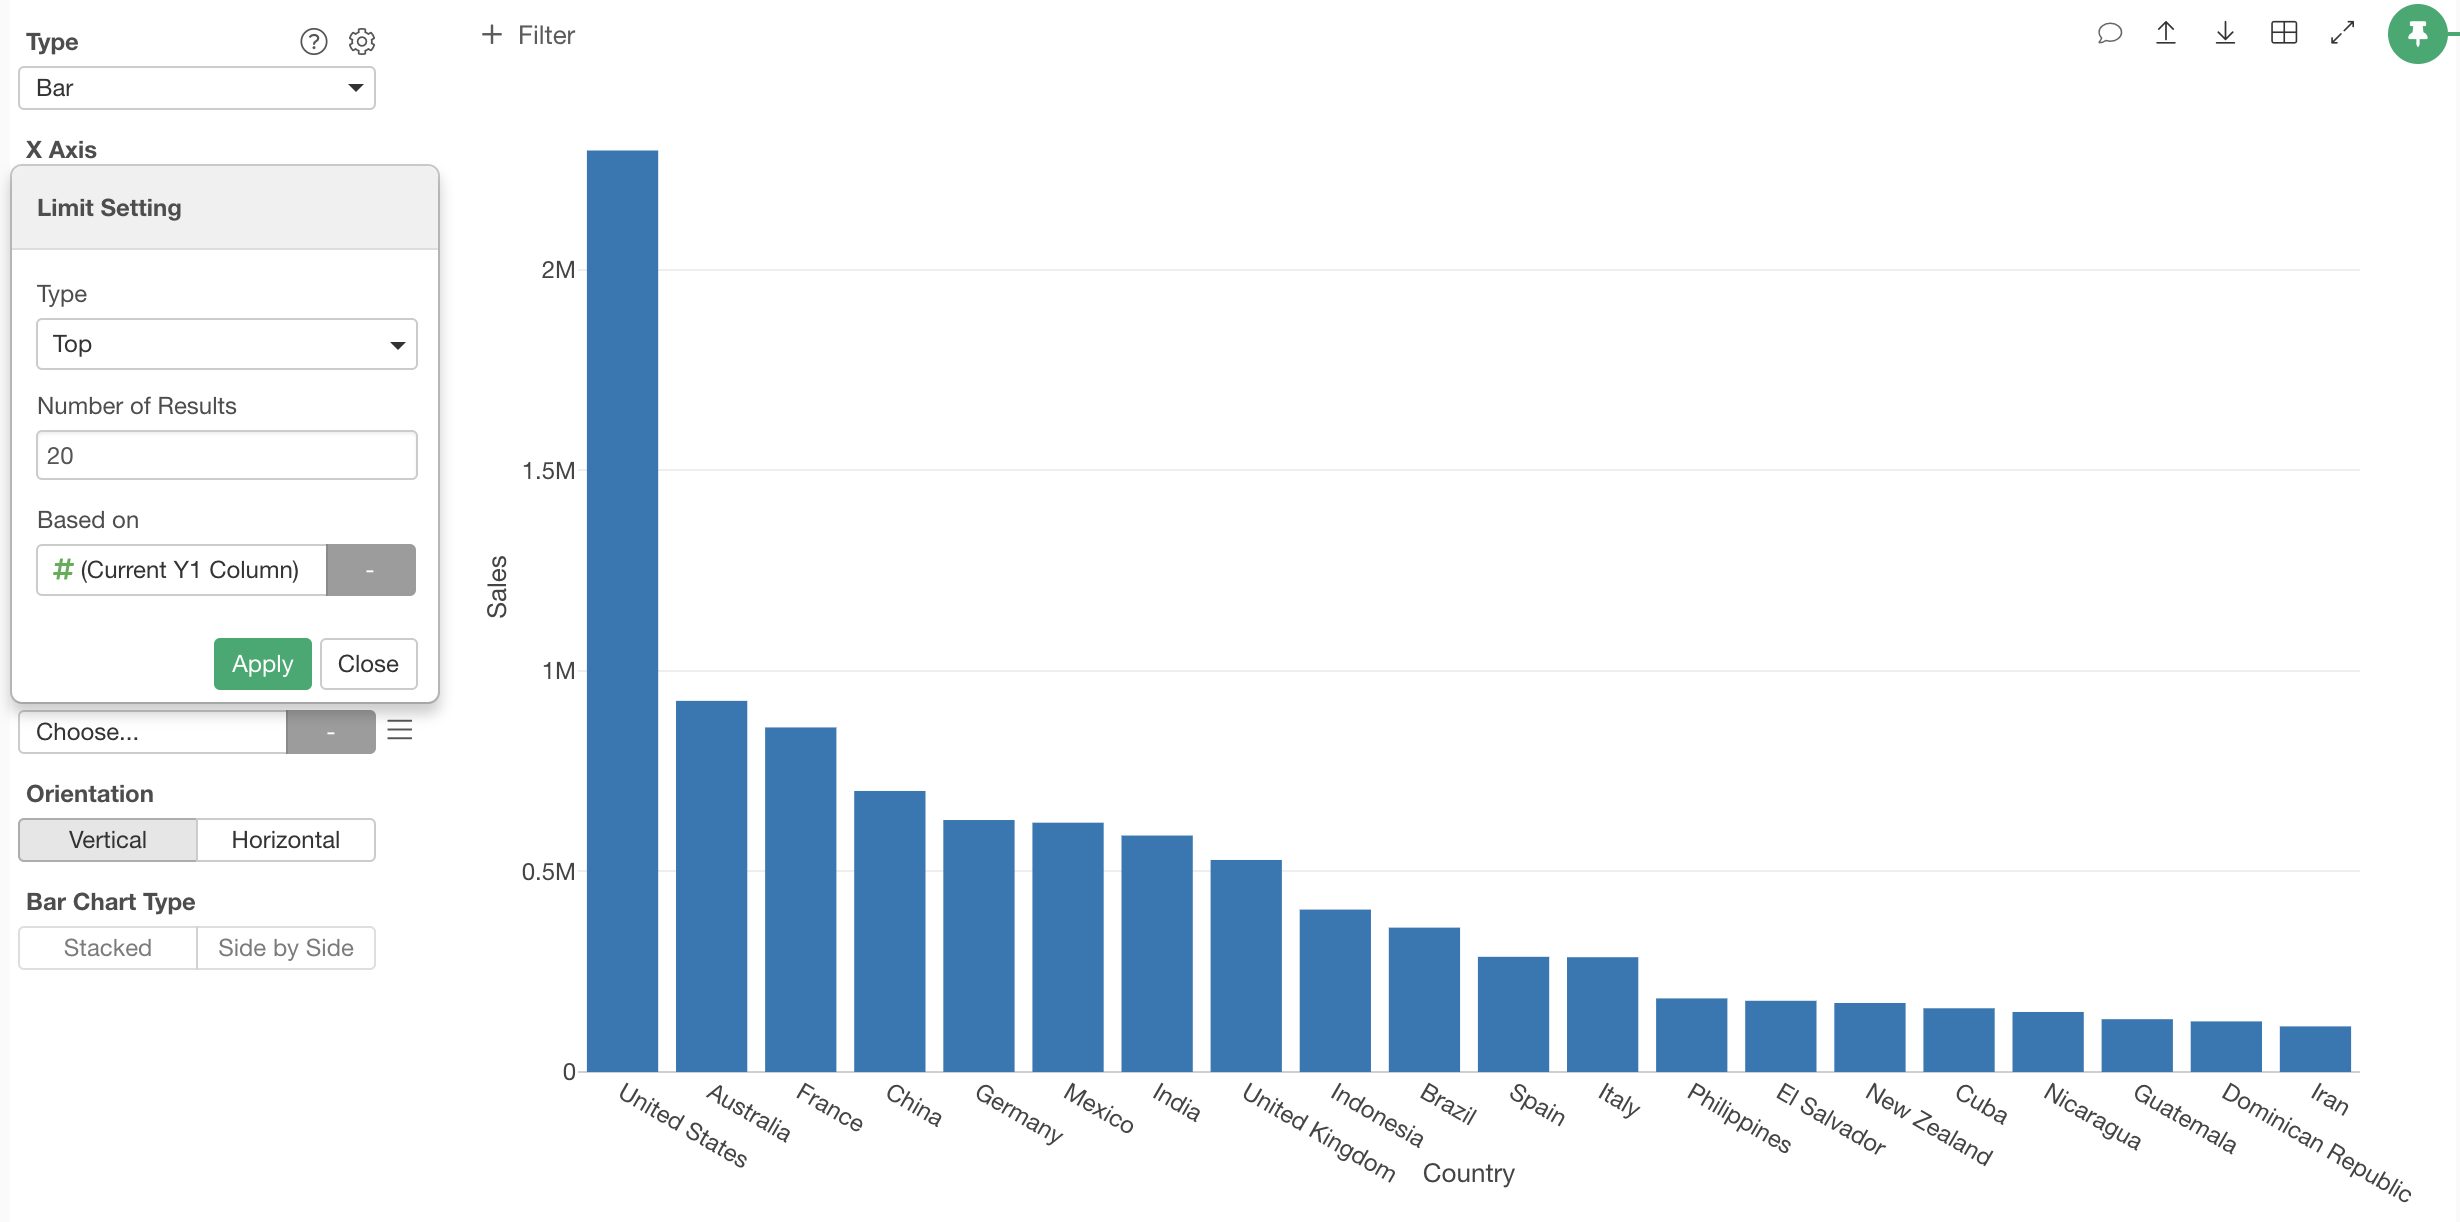 Type
Bar
X Axis
Limit Setting
Type
Top
Number of Results
20
Based on
# (Current Y1 Column) -
Apply Close
Choose... -
Orientation
Vertical Horizontal
Bar Chart Type
Stacked Side by Side
+ Filter
2M
1.5M
1M
0.5M
0
Sales
United States
Australia
France
China
Germany
Mexico
India
United Kingdom
Indonesia
Brazil
Spain
Italy
Philippines
El Salvador
New Zealand
Cuba
Nicaragua
Guatemala
Dominican Republic
Iran
Country